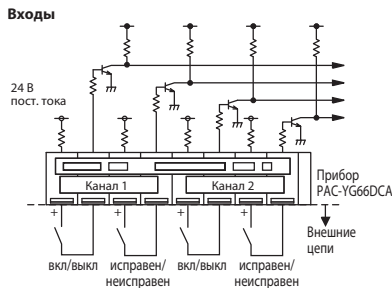 Входы
24 В
пост. тока
Канал 1
Канал 2
Прибор
PAC-YG66DCA
+
+
+
+
Внешние
цепи
вкл/выкл
исправен/
неисправен
вкл/выкл
исправен/
неисправен